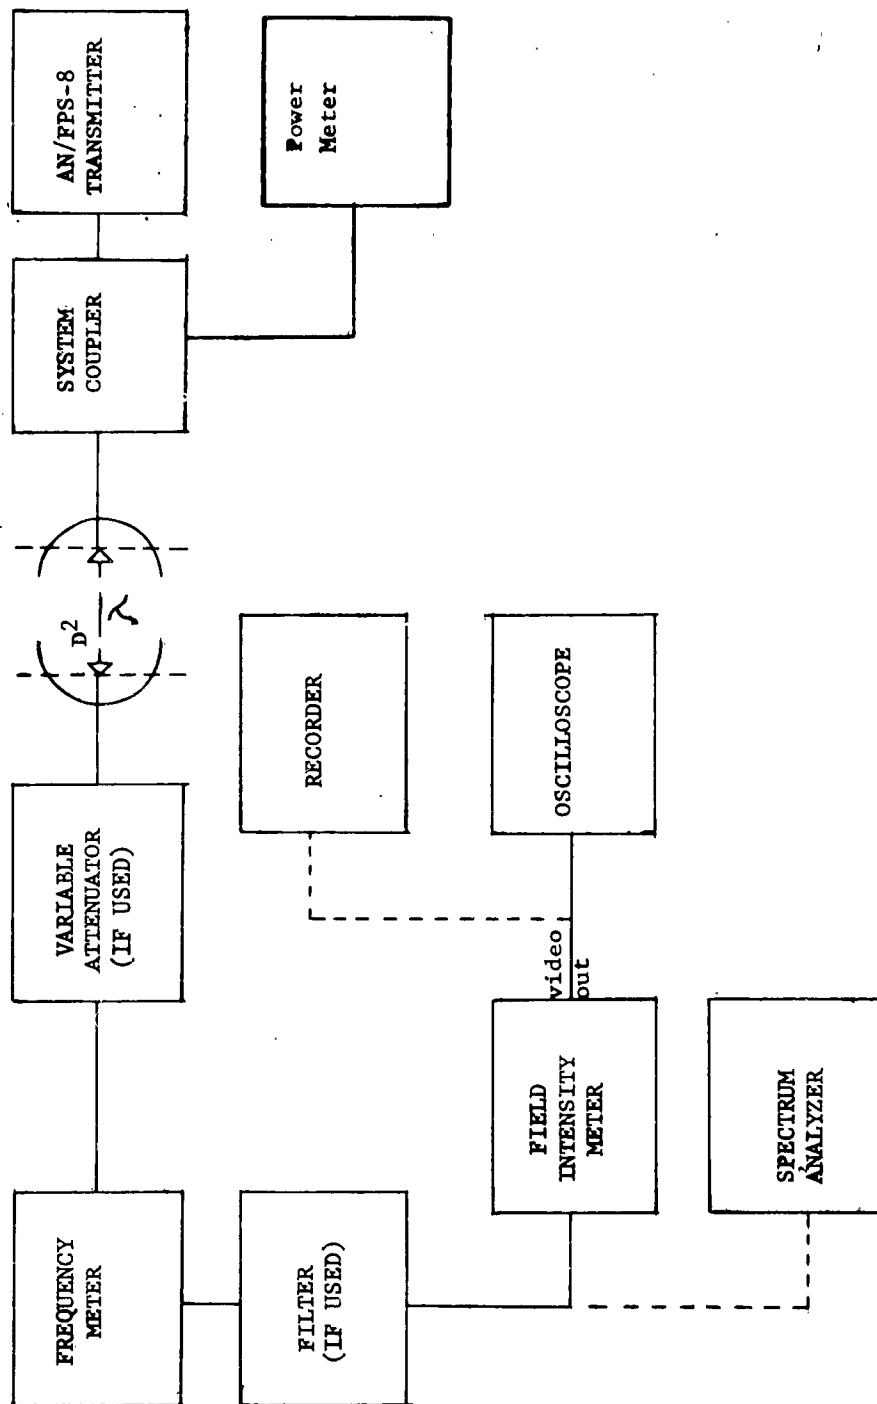 FREQUENCY
METER
VARIABLE
ATTENUATOR
(IF USED)
D²
λ
SYSTEM
COUPLER
AN/FPS-8
TRANSMITTER
FILTER
(IF USED)
RECORDER
Power
Meter
FIELD
INTENSITY
METER
video
out
OSCILLOSCOPE
SPECTRUM
ANALYZER